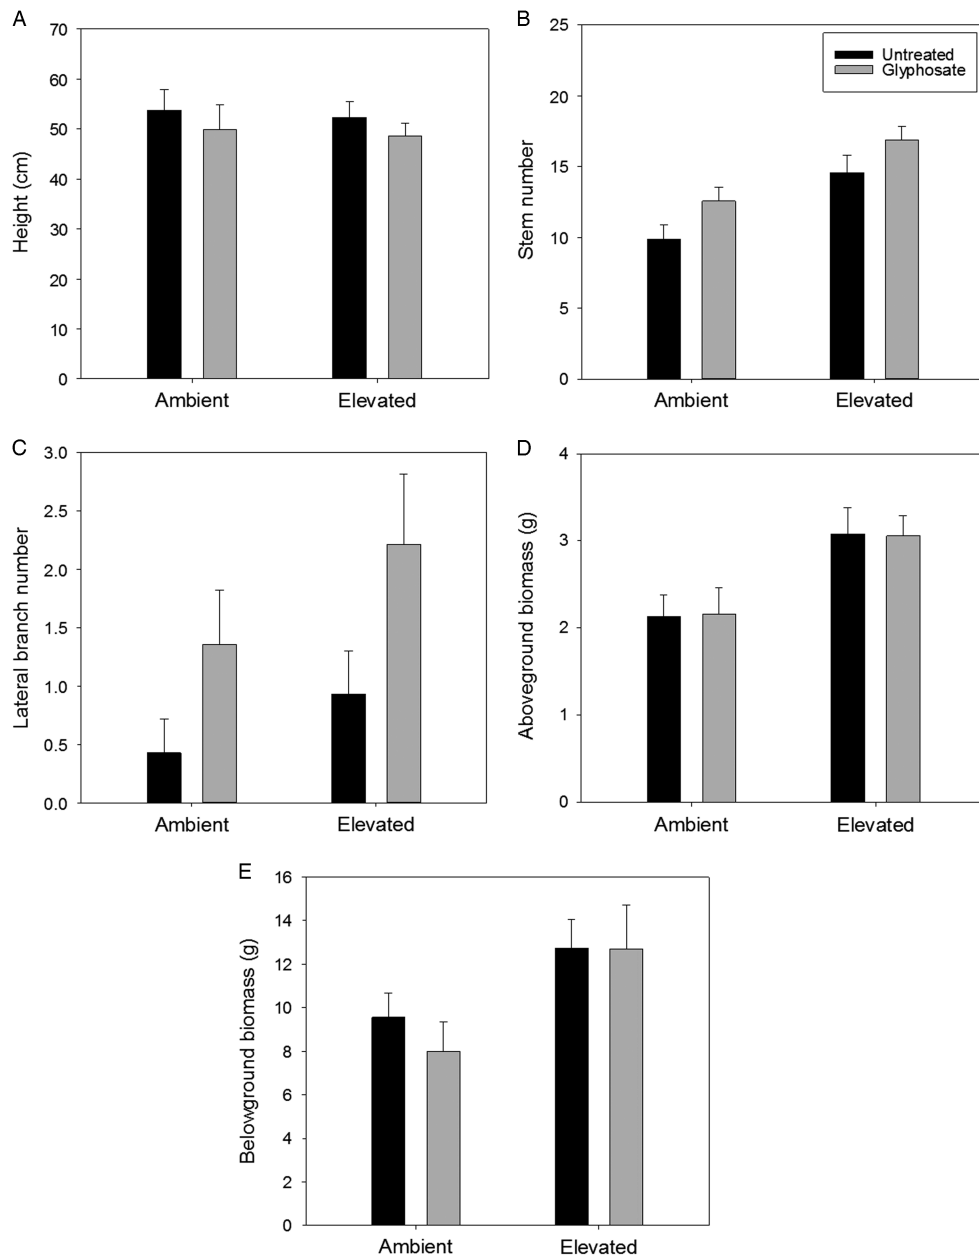 A
Height (cm)
70
60
50
40
30
20
10
0
Ambient
Elevated
B
Stem number
25
20
15
10
5
0
Untreated
Glyphosate
Ambient
Elevated
C
Lateral branch number
3.0
2.5
2.0
1.5
1.0
0.5
0.0
Ambient
Elevated
D
Aboveground biomass (g)
4
3
2
1
0
Ambient
Elevated
E
Belowground biomass (g)
16
14
12
10
8
6
4
2
0
Ambient
Elevated